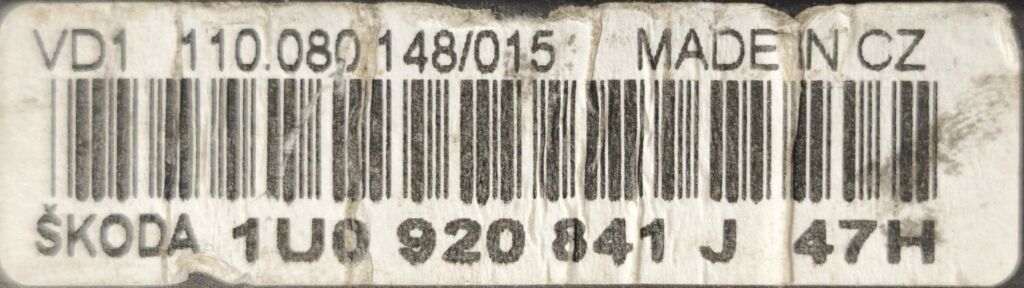 VD1 110.080 148/015 MADE IN CZ
ŠKODA 1U0 920 841 J 47H